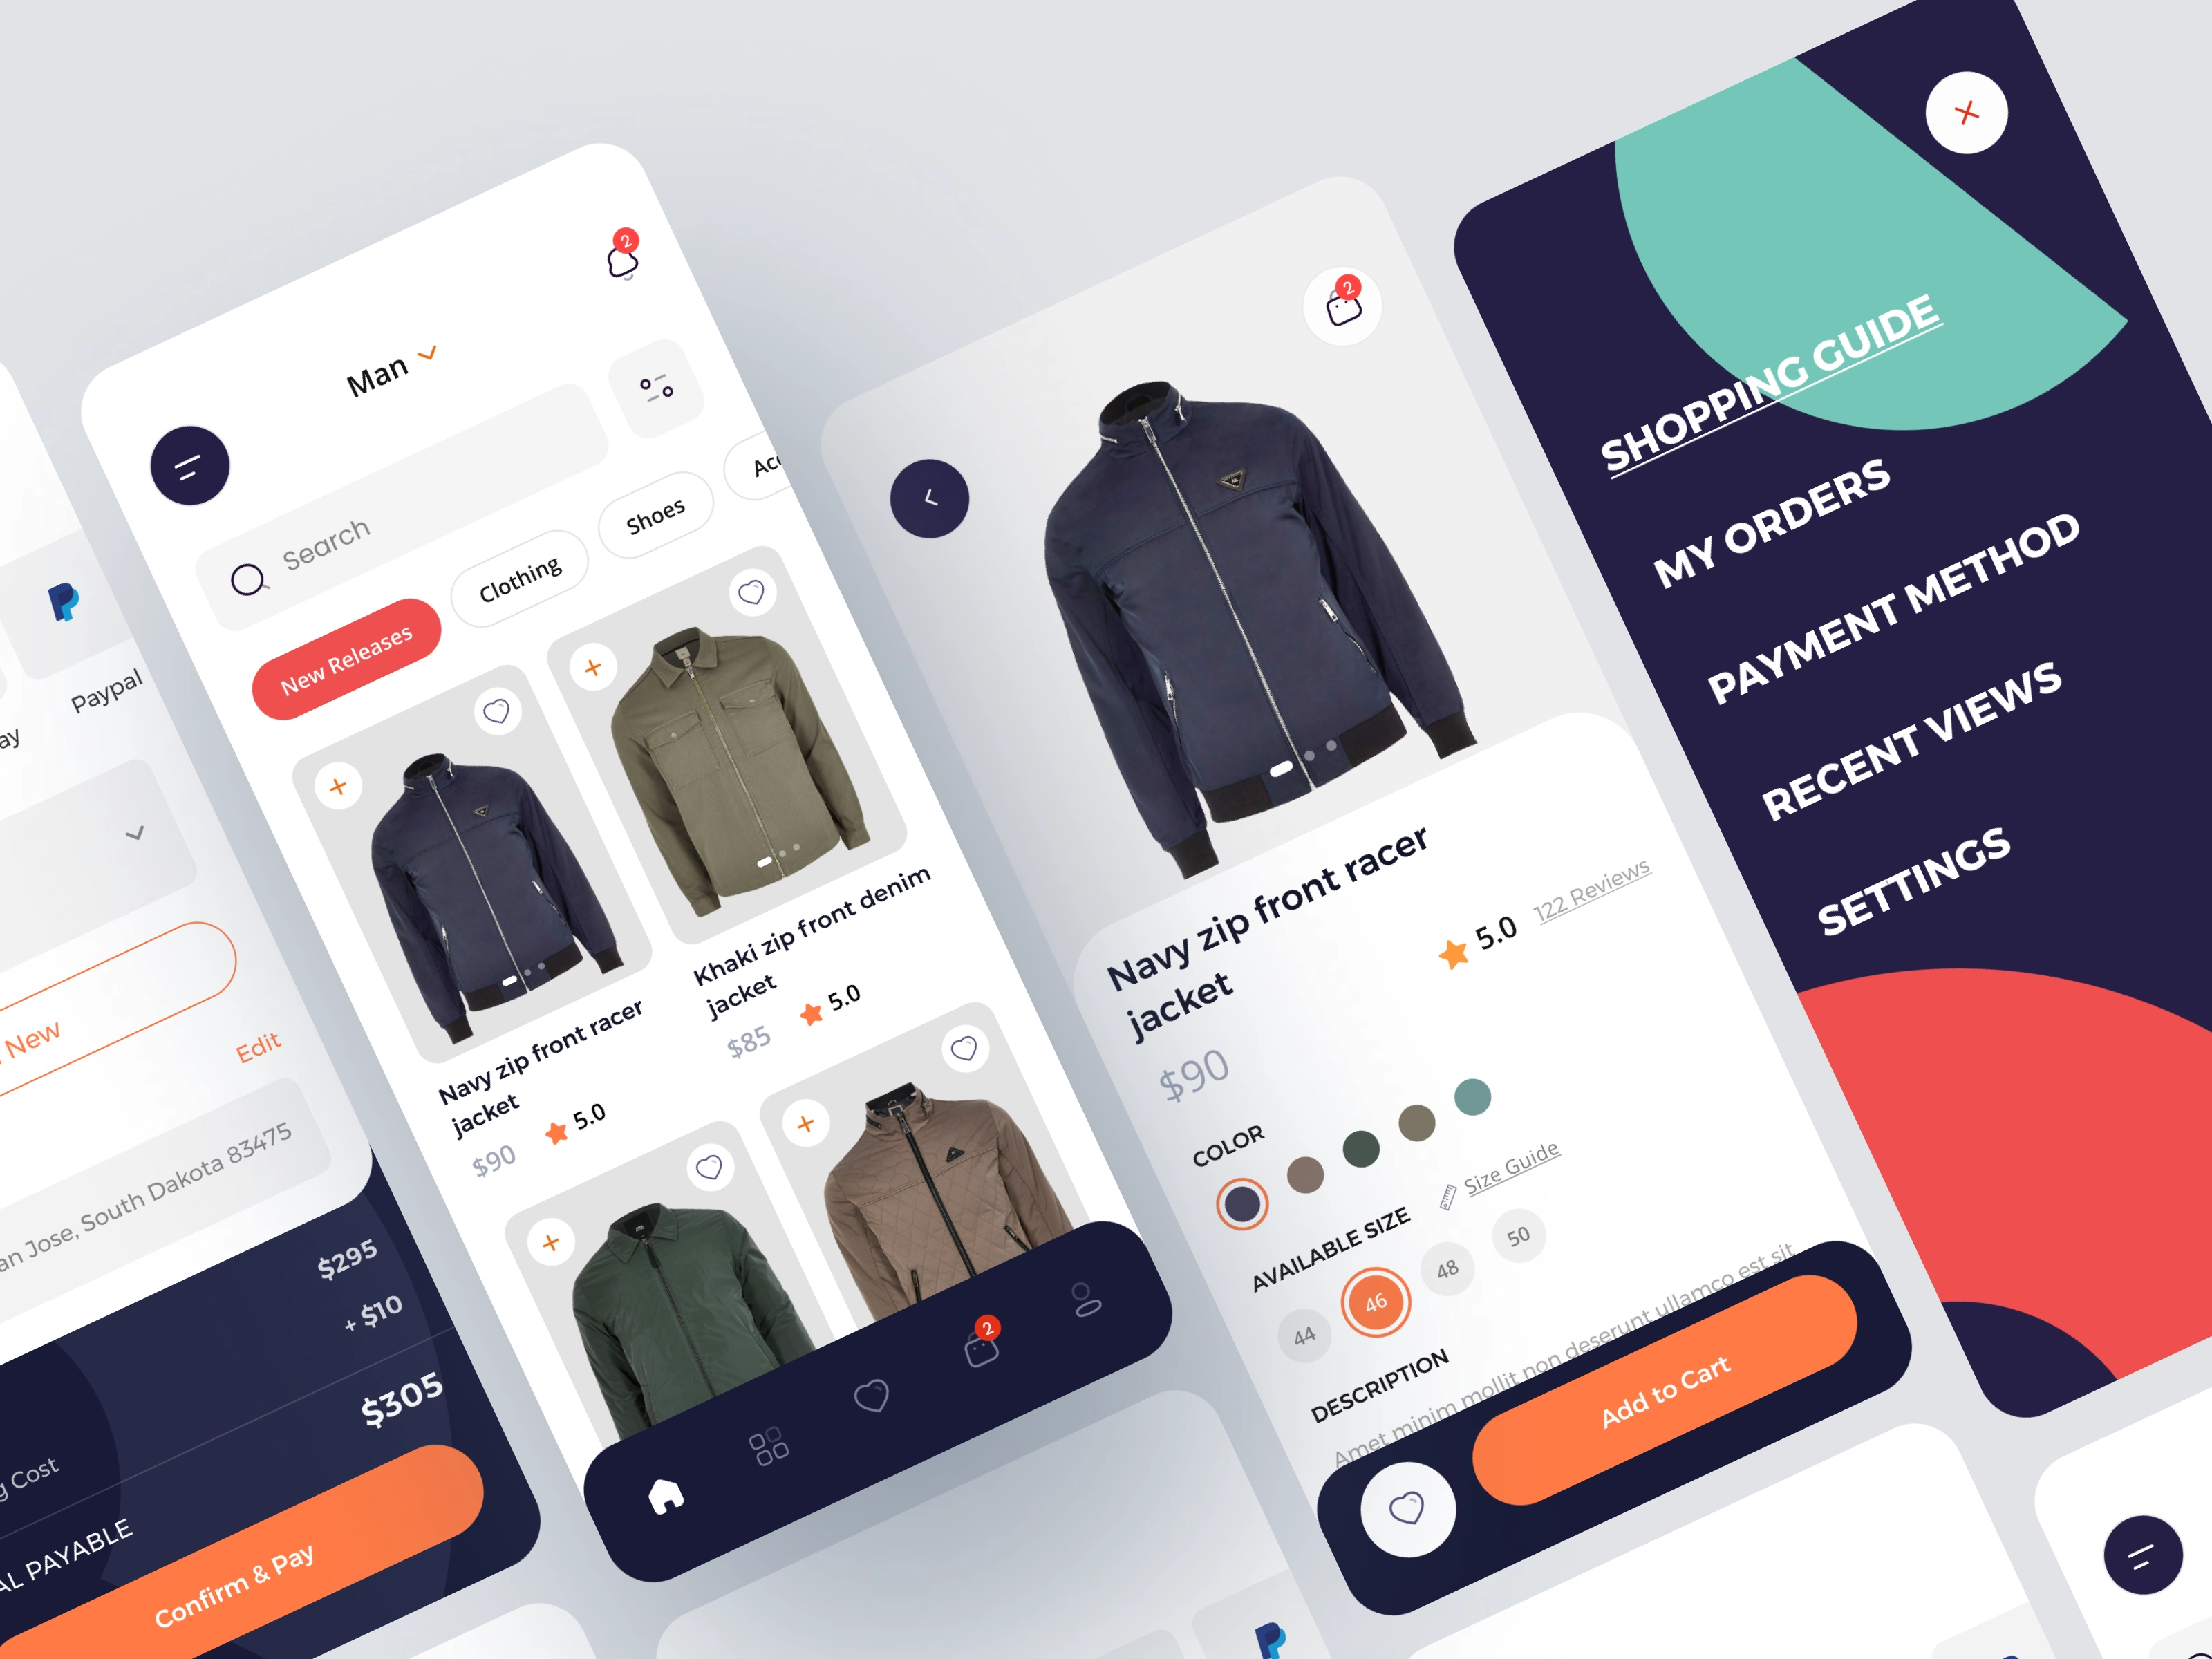 Paypal
ay
New
Edit
an Jose, South Dakota 83475
$295
+ $10
g Cost
$305
AL PAYABLE
Confirm & Pay
2
Man
Search
New Releases
Clothing
Shoes
Acc
Navy zip front racer
jacket
$90
5.0
Khaki zip front denim
jacket
$85
5.0
2
2
Navy zip front racer
jacket
5.0
122 Reviews
$90
COLOR
AVAILABLE SIZE
Size Guide
44
46
48
50
DESCRIPTION
Amet minim mollit non deserunt ullamco est sit
Add to Cart
SHOPPING GUIDE
MY ORDERS
PAYMENT METHOD
RECENT VIEWS
SETTINGS